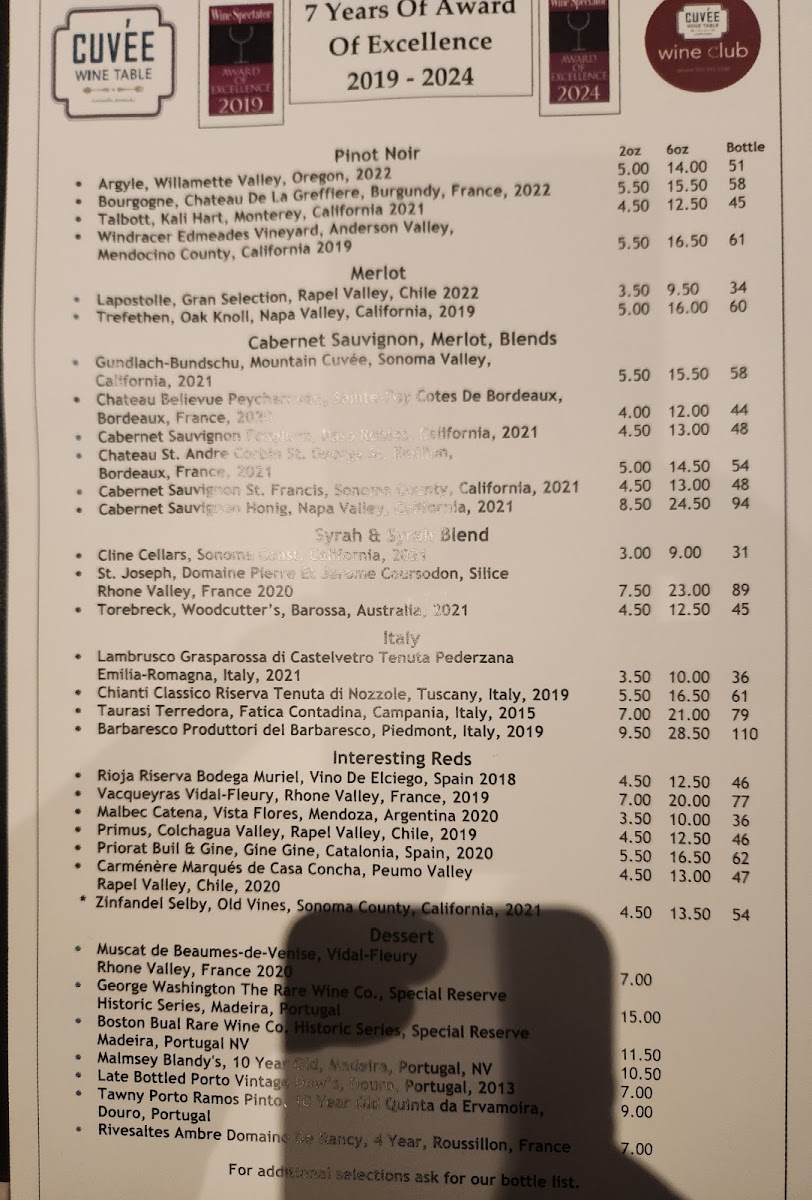 CUVÉE
WINE TABLE
Wine Spectator
AWARD
OF
EXCELLENCE
2019
7 Years Of Award
Of Excellence
2019 - 2024
Wine Spectator
AWARD
OF
EXCELLENCE
2024
CUVÉE
WINE TABLE
wine club
2oz 6oz Bottle
Pinot Noir
• Argyle, Willamette Valley, Oregon, 2022 5.00 14.00 51
• Bourgogne, Chateau De La Greffiere, Burgundy, France, 2022 5.50 15.50 58
• Talbott, Kali Hart, Monterey, California 2021 4.50 12.50 45
• Windracer Edmeades Vineyard, Anderson Valley,
Mendocino County, California 2019 5.50 16.50 61
Merlot
• Lapostolle, Gran Selection, Rapel Valley, Chile 2022 3.50 9.50 34
• Trefethen, Oak Knoll, Napa Valley, California, 2019 5.00 16.00 60
Cabernet Sauvignon, Merlot, Blends
• Gundlach-Bundschu, Mountain Cuvée, Sonoma Valley,
California, 2021 5.50 15.50 58
• Chateau Bellevue Sainte-Foy Cotes De Bordeaux,
Bordeaux, France, 4.00 12.00 44
• Cabernet Sauvignon California, 2021 4.50 13.00 48
• Chateau St. Andre Corbin St.
Bordeaux, France, 2021 5.00 14.50 54
• Cabernet Sauvignon St. Francis, Sonoma County, California, 2021 4.50 13.00 48
• Cabernet Sauvignon Honig, Napa Valley, California, 2021 8.50 24.50 94
Syrah & Syrah Blend
• Cline Cellars, Sonoma Coast, California, 3.00 9.00 31
• St. Joseph, Domaine Pierre Et Jerome Coursodon, Silice
Rhone Valley, France 2020 7.50 23.00 89
• Torebreck, Woodcutter's, Barossa, Australia, 2021 4.50 12.50 45
Italy
• Lambrusco Grasparossa di Castelvetro Tenuta Pederzana
Emilia-Romagna, Italy, 2021 3.50 10.00 36
• Chianti Classico Riserva Tenuta di Nozzole, Tuscany, Italy, 2019 5.50 16.50 61
• Taurasi Terredora, Fatica Contadina, Campania, Italy, 2015 7.00 21.00 79
• Barbaresco Produttori del Barbaresco, Piedmont, Italy, 2019 9.50 28.50 110
Interesting Reds
• Rioja Riserva Bodega Muriel, Vino De Elciego, Spain 2018 4.50 12.50 46
• Vacqueyras Vidal-Fleury, Rhone Valley, France, 2019 7.00 20.00 77
• Malbec Catena, Vista Flores, Mendoza, Argentina 2020 3.50 10.00 36
• Primus, Colchagua Valley, Rapel Valley, Chile, 2019 4.50 12.50 46
• Priorat Buil & Gine, Gine Gine, Catalonia, Spain, 2020 5.50 16.50 62
• Carménère Marqués de Casa Concha, Peumo Valley
Rapel Valley, Chile, 2020 4.50 13.00 47
* Zinfandel Selby, Old Vines, Sonoma County, California, 2021 4.50 13.50 54
Dessert
• Muscat de Beaumes-de-Venise, Vidal-Fleury
Rhone Valley, France 2020 7.00
• George Washington The Rare Wine Co., Special Reserve
Historic Series, Madeira, Portugal 15.00
• Boston Bual Rare Wine Co. Historic Series, Special Reserve
Madeira, Portugal NV 11.50
• Malmsey Blandy's, 10 Year Old, Madeira, Portugal, NV 10.50
• Late Bottled Porto Vintage Dow's, Douro, Portugal, 2013 7.00
• Tawny Porto Ramos Pinto, 10 Year Old Quinta da Ervamoira,
Douro, Portugal 9.00
• Rivesaltes Ambre Domaine De Rancy, 4 Year, Roussillon, France 7.00
For additional selections ask for our bottle list.